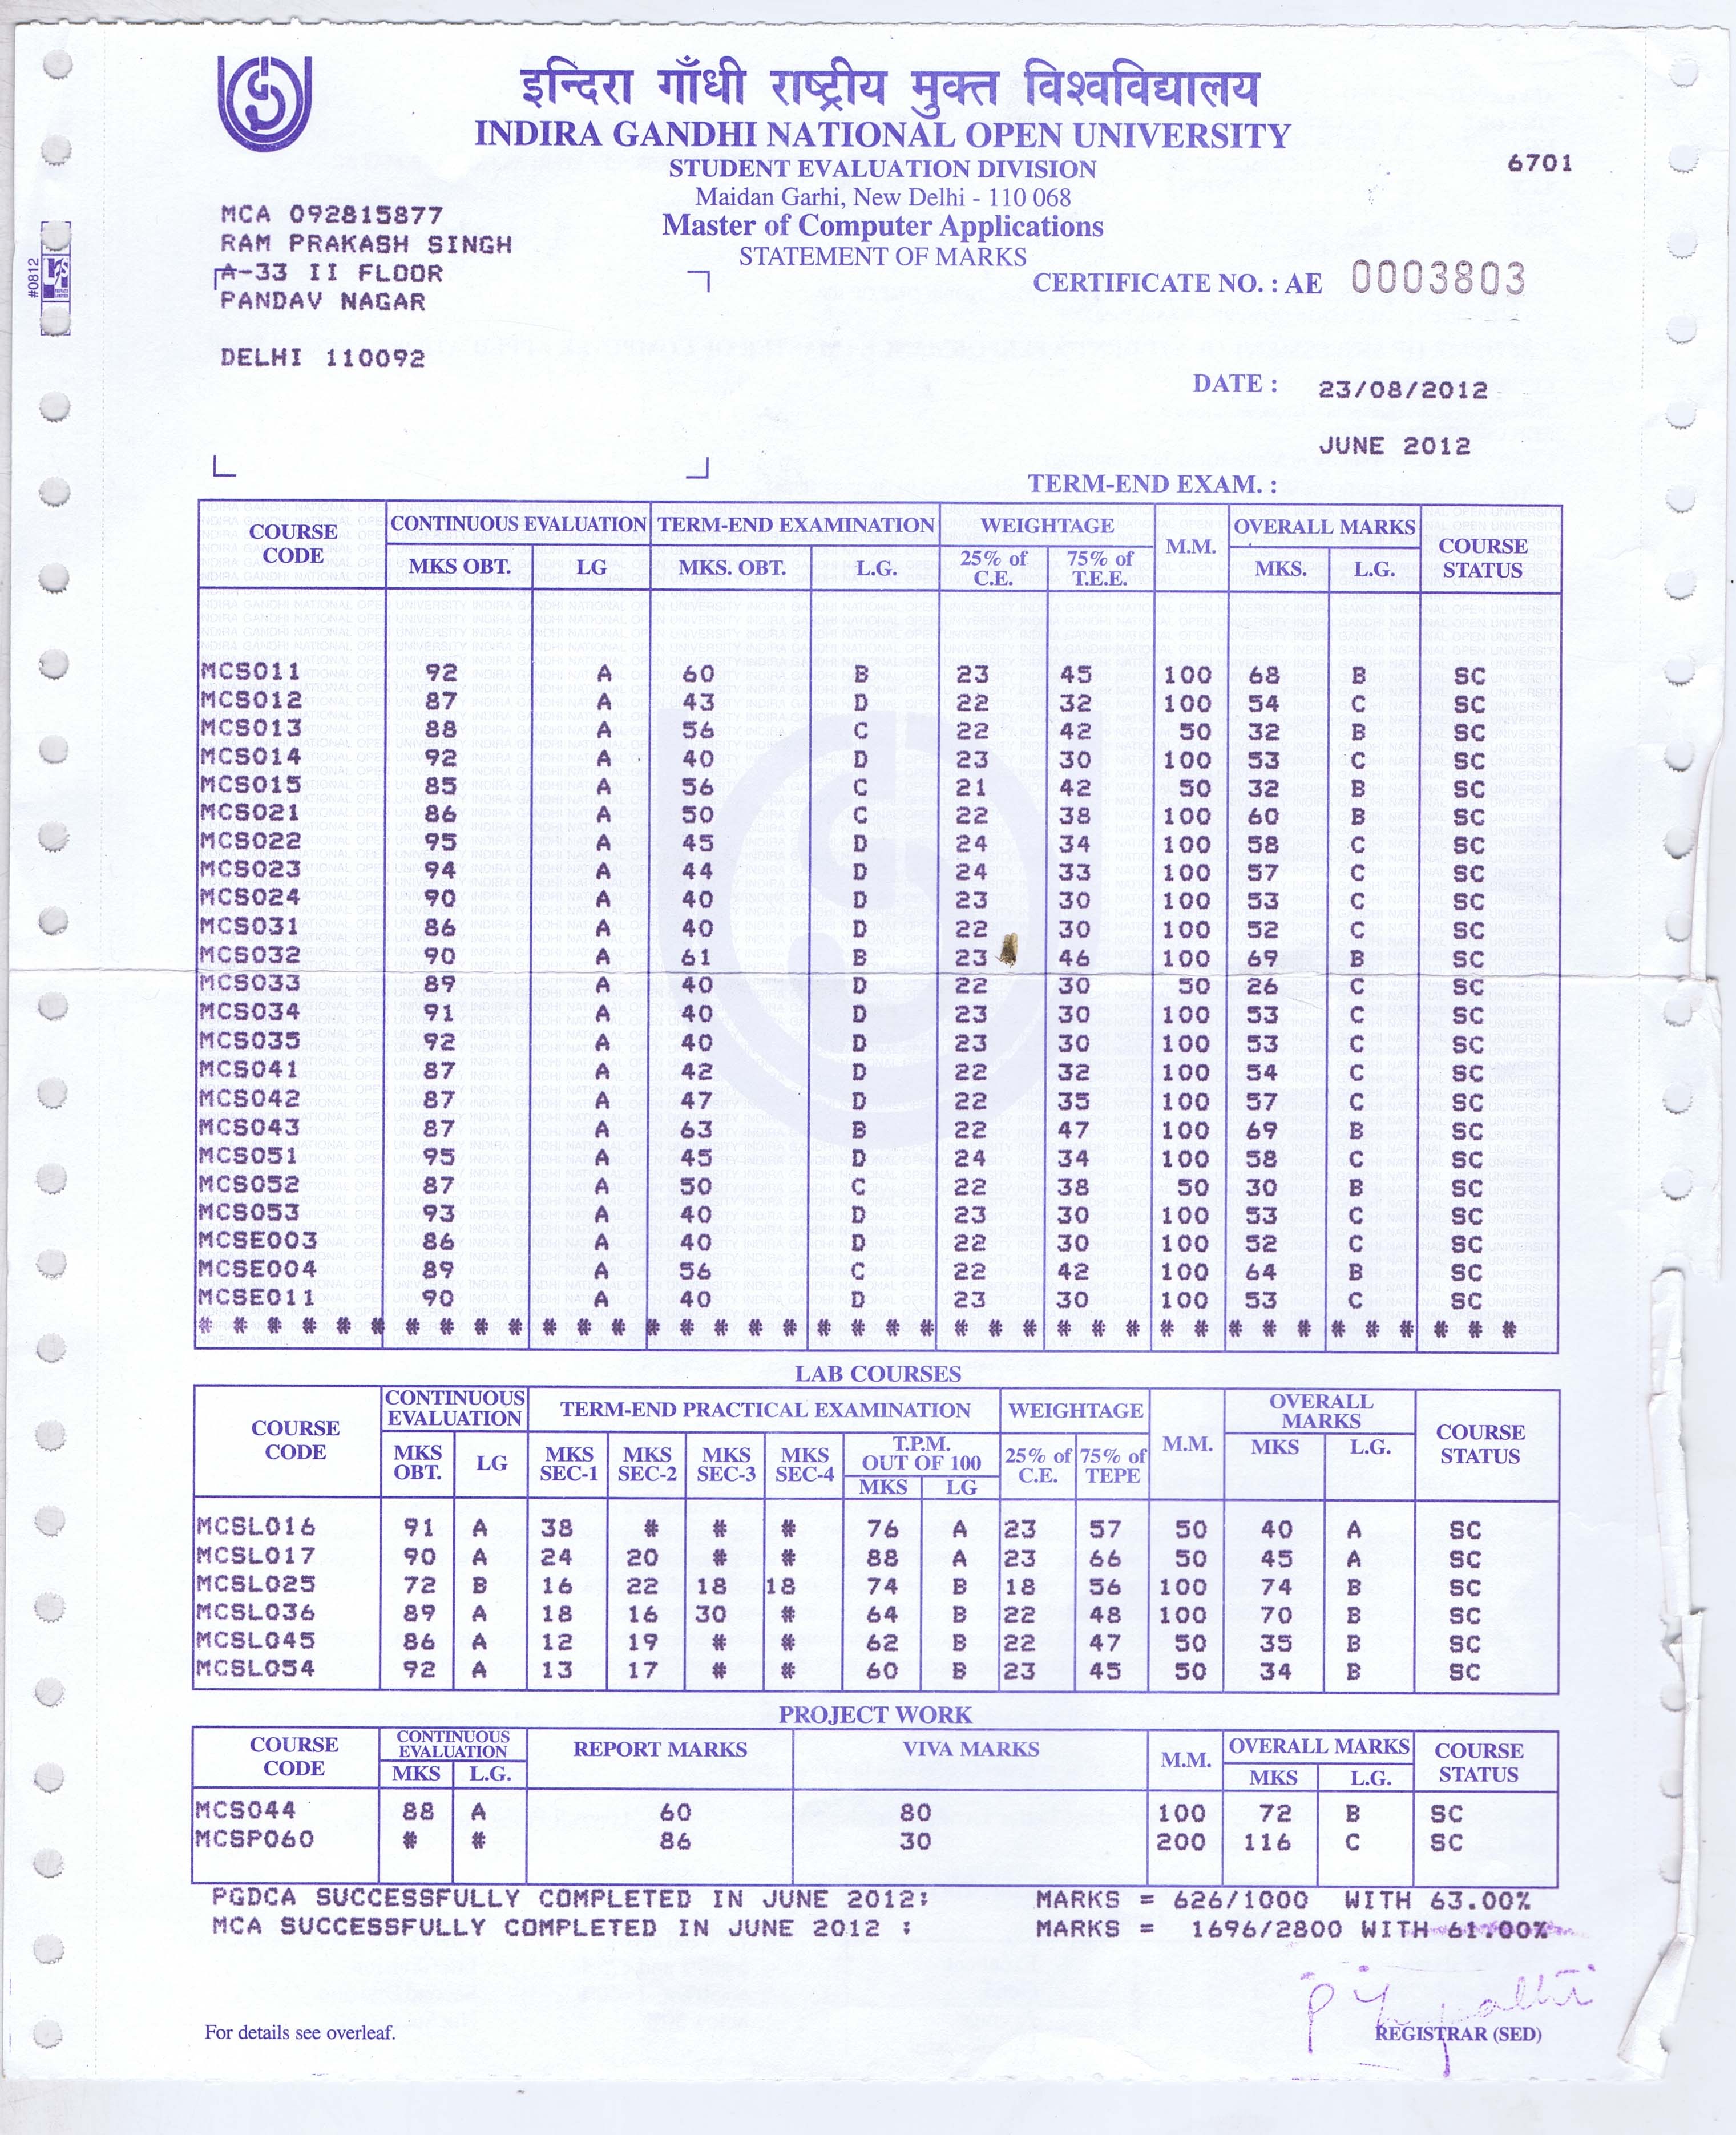 इन्दिरा गाँधी राष्ट्रीय मुक्त विश्वविद्यालय
INDIRA GANDHI NATIONAL OPEN UNIVERSITY
STUDENT EVALUATION DIVISION
6701
Maidan Garhi, New Delhi - 110 068
Master of Computer Applications
STATEMENT OF MARKS
MCA 092815877
RAM PRAKASH SINGH
A-33 II FLOOR
PANDAV NAGAR
DELHI 110092
#0812
CERTIFICATE NO. : AE 0003803
DATE : 23/08/2012
JUNE 2012
TERM-END EXAM. :
COURSE CODE CONTINUOUS EVALUATION TERM-END EXAMINATION WEIGHTAGE M.M. OVERALL MARKS COURSE STATUS
MKS OBT. LG MKS. OBT. L.G. 25% of C.E. 75% of T.E.E. MKS. L.G.
MCS011 92 A 60 B 23 45 100 68 B SC
MCS012 87 A 43 D 22 32 100 54 C SC
MCS013 88 A 56 C 22 42 50 32 B SC
MCS014 92 A 40 D 23 30 100 53 C SC
MCS015 85 A 56 C 21 42 50 32 B SC
MCS021 86 A 50 C 22 38 100 60 B SC
MCS022 95 A 45 D 24 34 100 58 C SC
MCS023 94 A 44 D 24 33 100 57 C SC
MCS024 90 A 40 D 23 30 100 53 C SC
MCS031 86 A 40 D 22 30 100 52 C SC
MCS032 90 A 61 B 23 46 100 69 B SC
MCS033 89 A 40 D 22 30 50 26 C SC
MCS034 91 A 40 D 23 30 100 53 C SC
MCS035 92 A 40 D 23 30 100 53 C SC
MCS041 87 A 42 D 22 32 100 54 C SC
MCS042 87 A 47 D 22 35 100 57 C SC
MCS043 87 A 63 B 22 47 100 69 B SC
MCS051 95 A 45 D 24 34 100 58 C SC
MCS052 87 A 50 C 22 38 50 30 B SC
MCS053 93 A 40 D 23 30 100 53 C SC
MCSE003 86 A 40 D 22 30 100 52 C SC
MCSE004 89 A 56 C 22 42 100 64 B SC
MCSE011 90 A 40 D 23 30 100 53 C SC
# # # # # # # # # # # # # # # # # # # # # # # # # # # # # # # # # # # # # # #
LAB COURSES
COURSE CODE CONTINUOUS EVALUATION TERM-END PRACTICAL EXAMINATION WEIGHTAGE M.M. OVERALL MARKS COURSE STATUS
MKS OBT. LG MKS SEC-1 MKS SEC-2 MKS SEC-3 MKS SEC-4 T.P.M. OUT OF 100 25% of C.E. 75% of TEPE MKS L.G.
MKS LG
MCSL016 91 A 38 # # # 76 A 23 57 50 40 A SC
MCSL017 90 A 24 20 # # 88 A 23 66 50 45 A SC
MCSL025 72 B 16 22 18 18 74 B 18 56 100 74 B SC
MCSL036 89 A 18 16 30 # 64 B 22 48 100 70 B SC
MCSL045 86 A 12 19 # # 62 B 22 47 50 35 B SC
MCSL054 92 A 13 17 # # 60 B 23 45 50 34 B SC
PROJECT WORK
COURSE CODE CONTINUOUS EVALUATION REPORT MARKS VIVA MARKS M.M. OVERALL MARKS COURSE STATUS
MKS L.G. MKS L.G.
MCS044 88 A 60 80 100 72 B SC
MCSP060 # # 86 30 200 116 C SC
PGDCA SUCCESSFULLY COMPLETED IN JUNE 2012: MARKS = 626/1000 WITH 63.00%
MCA SUCCESSFULLY COMPLETED IN JUNE 2012 : MARKS = 1696/2800 WITH 61.00%
For details see overleaf.
REGISTRAR (SED)